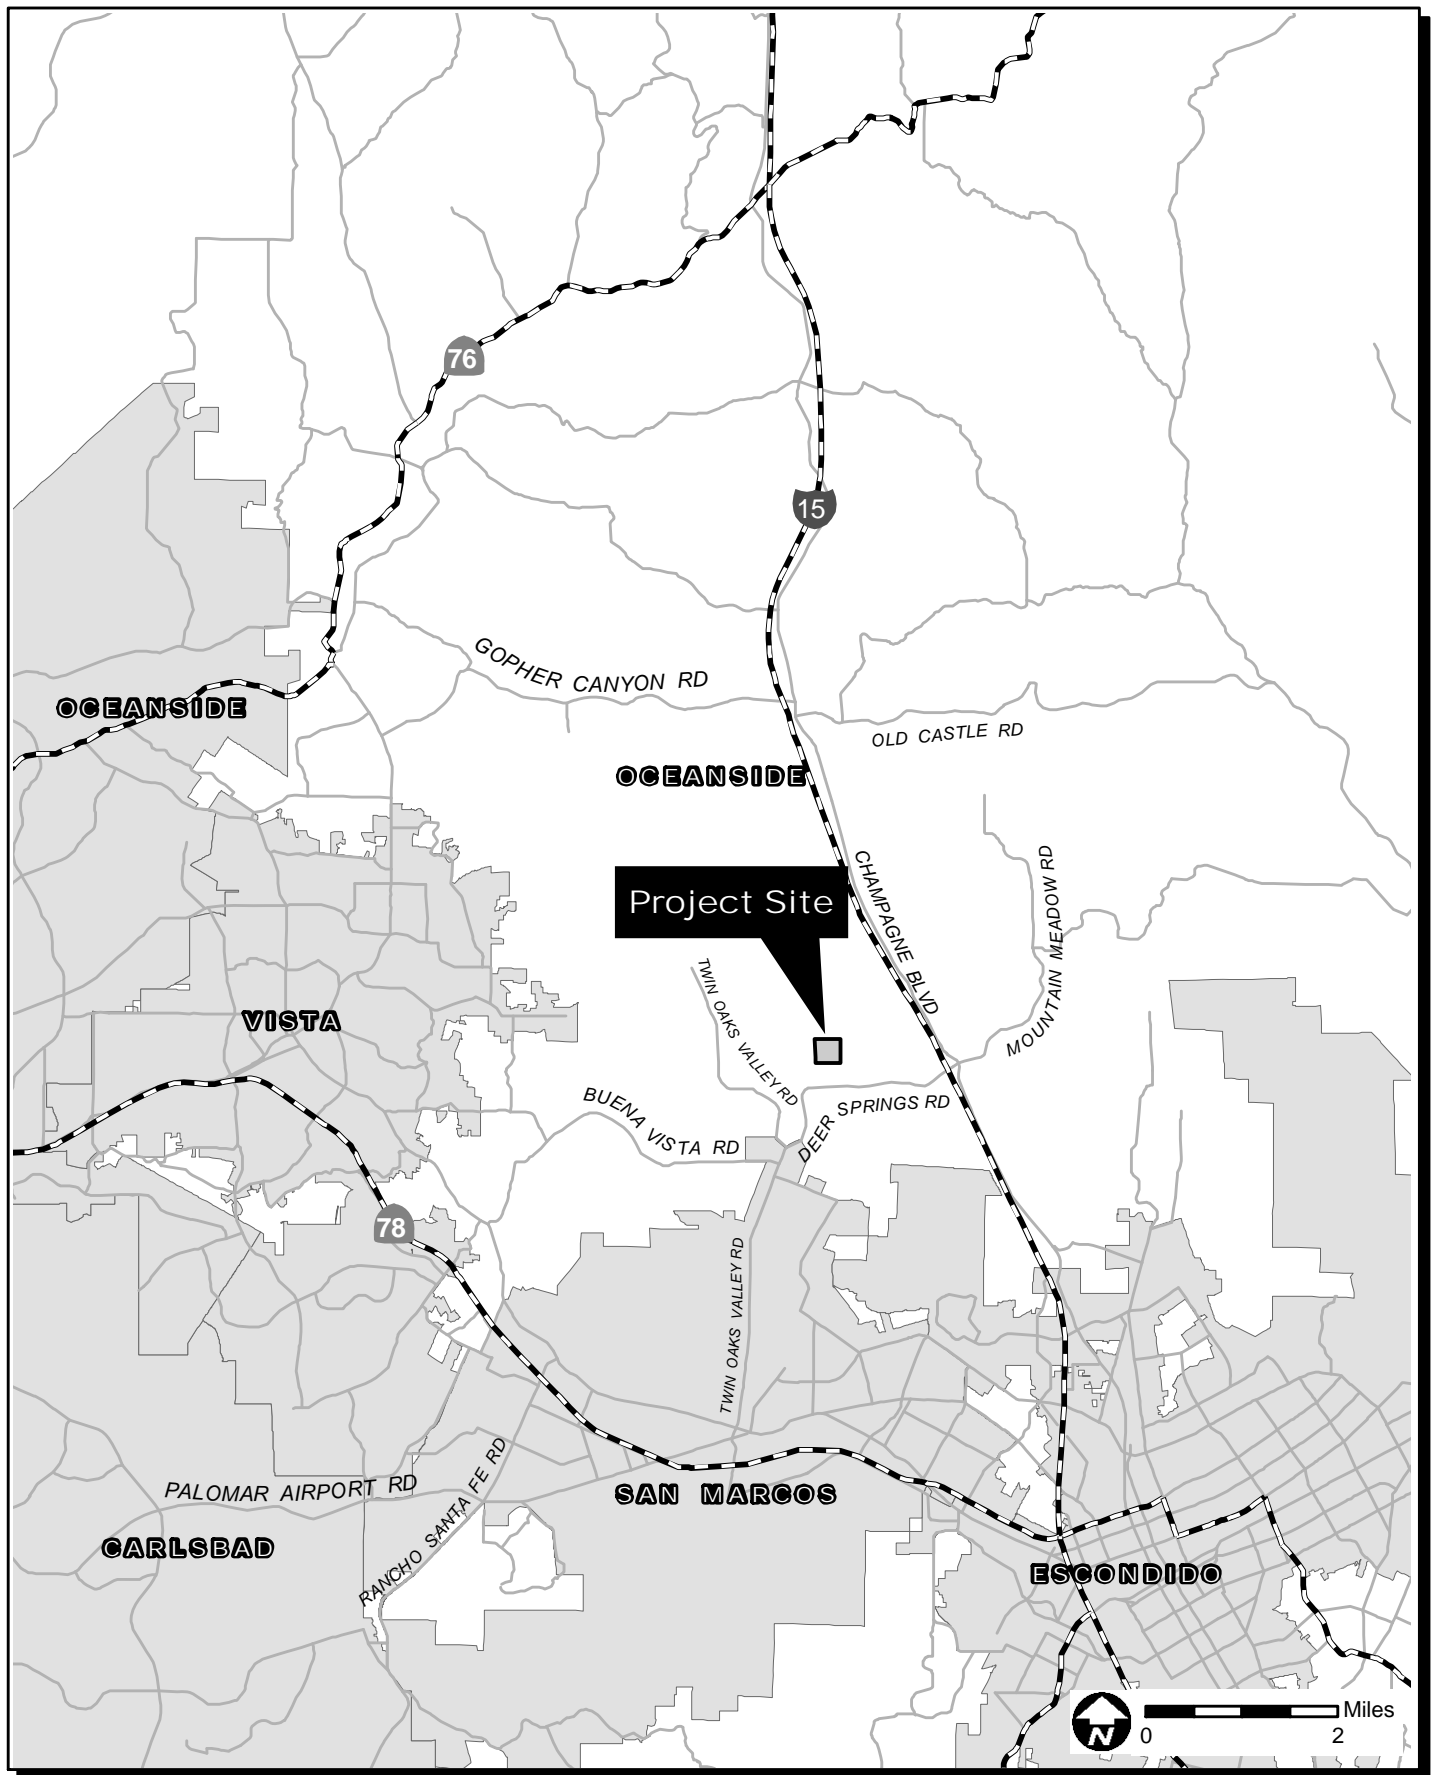 76
15
GOPHER CANYON RD
OCEANSIDE
OLD CASTLE RD
OCEANSIDE
CHAMPAGNE BLVD
MOUNTAIN MEADOW RD
Project Site
TWIN OAKS VALLEY RD
VISTA
BUENA VISTA RD
DEER SPRINGS RD
78
TWIN OAKS VALLEY RD
PALOMAR AIRPORT RD
RANCHO SANTA FE RD
SAN MARCOS
CARLSBAD
ESCONDIDO
N
Miles
0 2